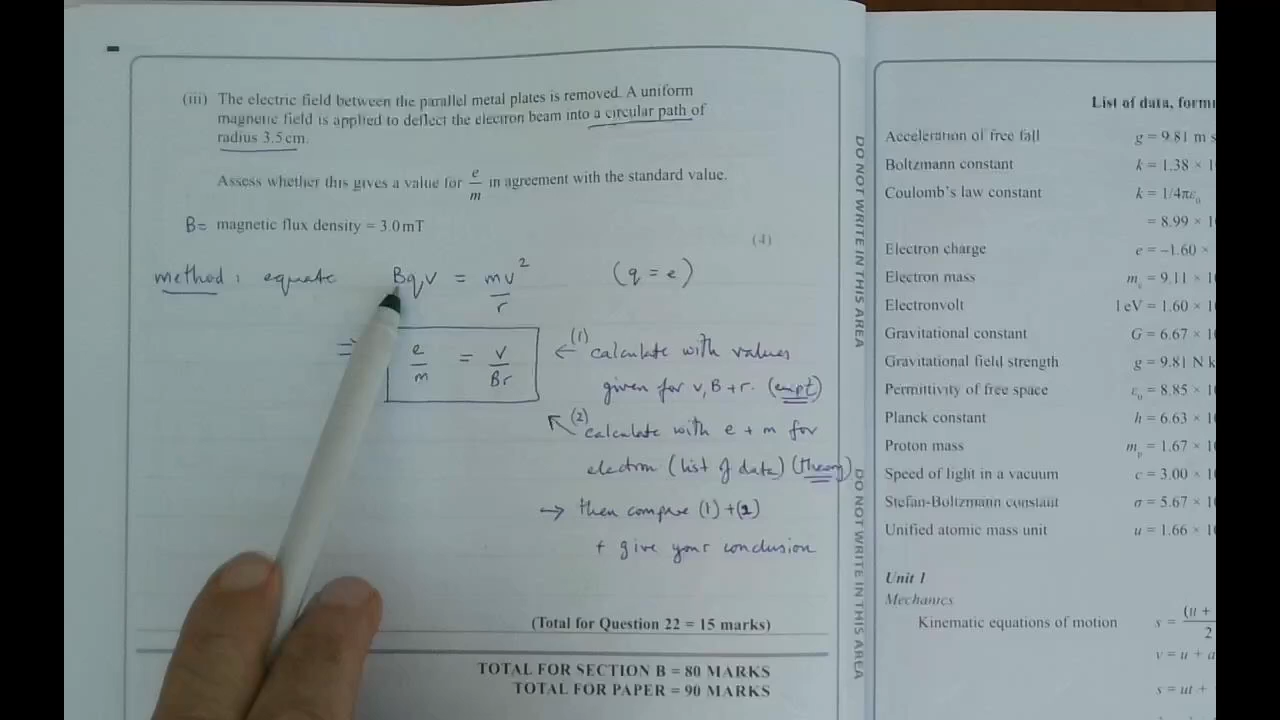 (iii) The electric field between the parallel metal plates is removed. A uniform
magnetic field is applied to deflect the electron beam into a circular path of
radius 3.5 cm.
Assess whether this gives a value for e/m in agreement with the standard value.
B= magnetic flux density = 3.0 mT
(4)
method: equate Bqv = mv²/r (q = e)
⇒ e/m = v/Br
← (1) calculate with values
given for v, B + r. (expt)
(2) calculate with e + m for
electron (list of data) (theory)
→ then compare (1) + (2)
+ give your conclusion
(Total for Question 22 = 15 marks)
TOTAL FOR SECTION B = 80 MARKS
TOTAL FOR PAPER = 90 MARKS
DO NOT WRITE IN THIS AREA
DO NOT WRITE IN THIS AREA
List of data,
Acceleration of free fall g = 9.81 m s
Boltzmann constant k = 1.38 × 1
Coulomb's law constant k = 1/4πε₀
= 8.99 × 1
Electron charge e = −1.60 ×
Electron mass mₑ = 9.11 × 1
Electronvolt 1 eV = 1.60 × 1
Gravitational constant G = 6.67 × 1
Gravitational field strength g = 9.81 N k
Permittivity of free space ε₀ = 8.85 × 1
Planck constant h = 6.63 × 1
Proton mass mₚ = 1.67 × 1
Speed of light in a vacuum c = 3.00 × 1
Stefan-Boltzmann constant σ = 5.67 × 1
Unified atomic mass unit u = 1.66 × 1
Unit 1
Mechanics
Kinematic equations of motion s = (u +
2
v = u + a
s = ut +